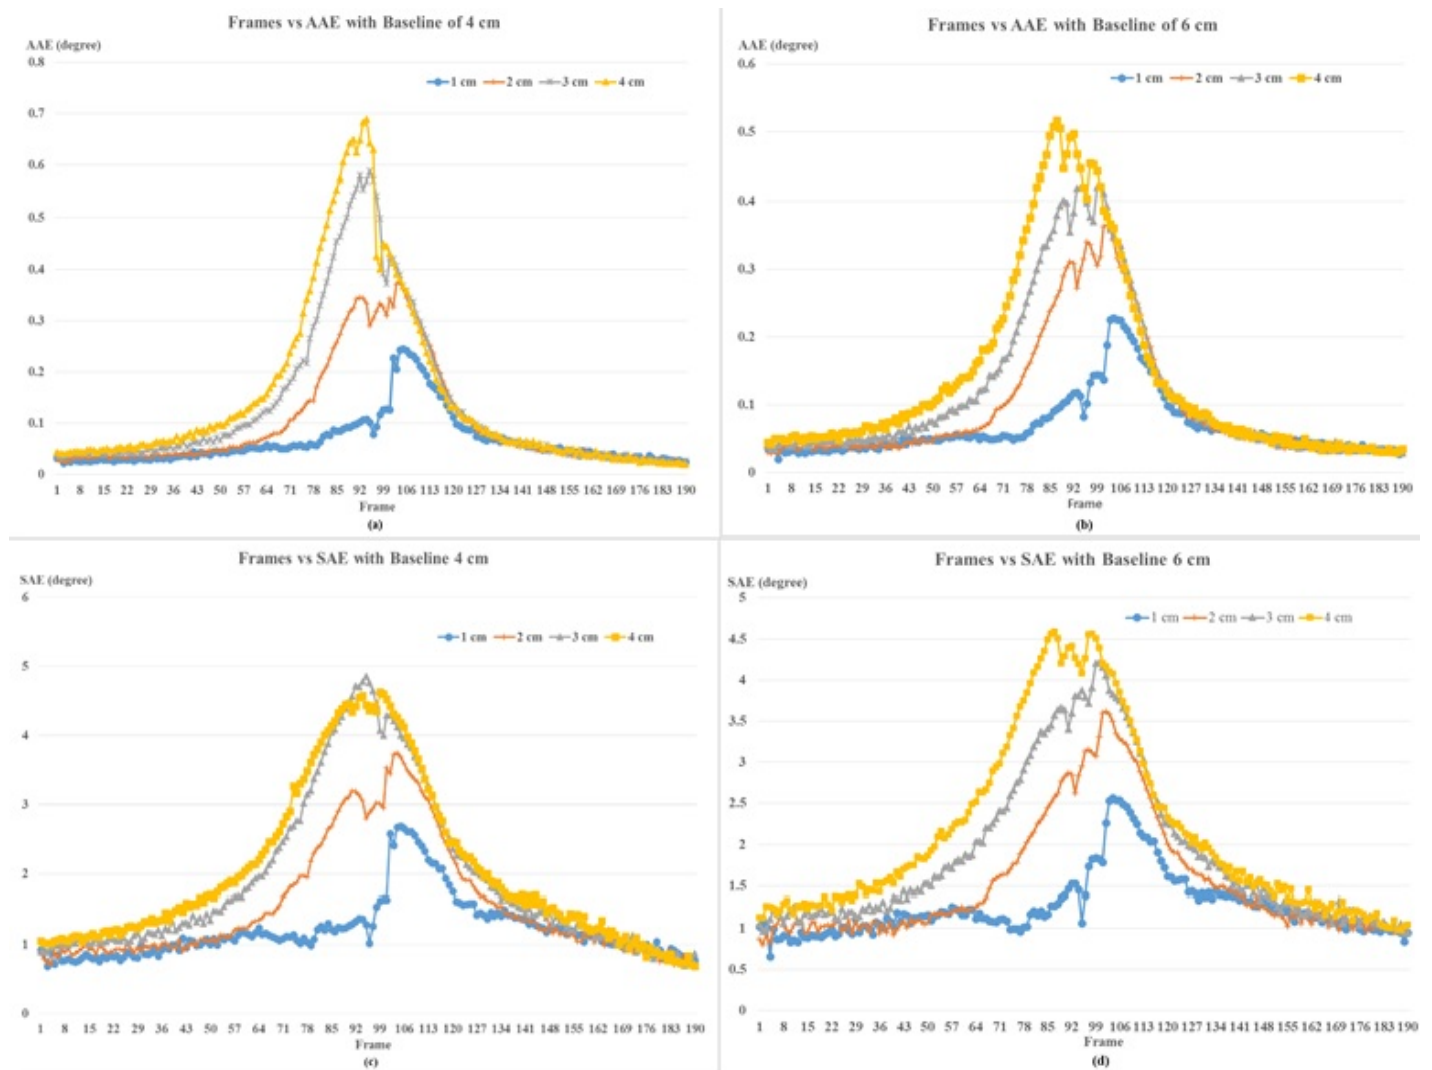 Frames vs AAE with Baseline of 4 cm
AAE (degree)
1 cm 2 cm 3 cm 4 cm
0.8
0.7
0.6
0.5
0.4
0.3
0.2
0.1
0
1 8 15 22 29 36 43 50 57 64 71 78 85 92 99 106 113 120 127 134 141 148 155 162 169 176 183 190
Frame
(a)
Frames vs AAE with Baseline of 6 cm
AAE (degree)
0.6
1 cm 2 cm 3 cm 4 cm
0.5
0.4
0.3
0.2
0.1
0
1 8 15 22 29 36 43 50 57 64 71 78 85 92 99 106 113 120 127 134 141 148 155 162 169 176 183 190
Frame
(b)
Frames vs SAE with Baseline 4 cm
SAE (degree)
6
1 cm 2 cm 3 cm 4 cm
5
4
3
2
1
0
1 8 15 22 29 36 43 50 57 64 71 78 85 92 99 106 113 120 127 134 141 148 155 162 169 176 183 190
Frame
(c)
Frames vs SAE with Baseline 6 cm
SAE (degree)
5
1 cm 2 cm 3 cm 4 cm
4.5
4
3.5
3
2.5
2
1.5
1
0.5
0
1 8 15 22 29 36 43 50 57 64 71 78 85 92 99 106 113 120 127 134 141 148 155 162 169 176 183 190
Frame
(d)